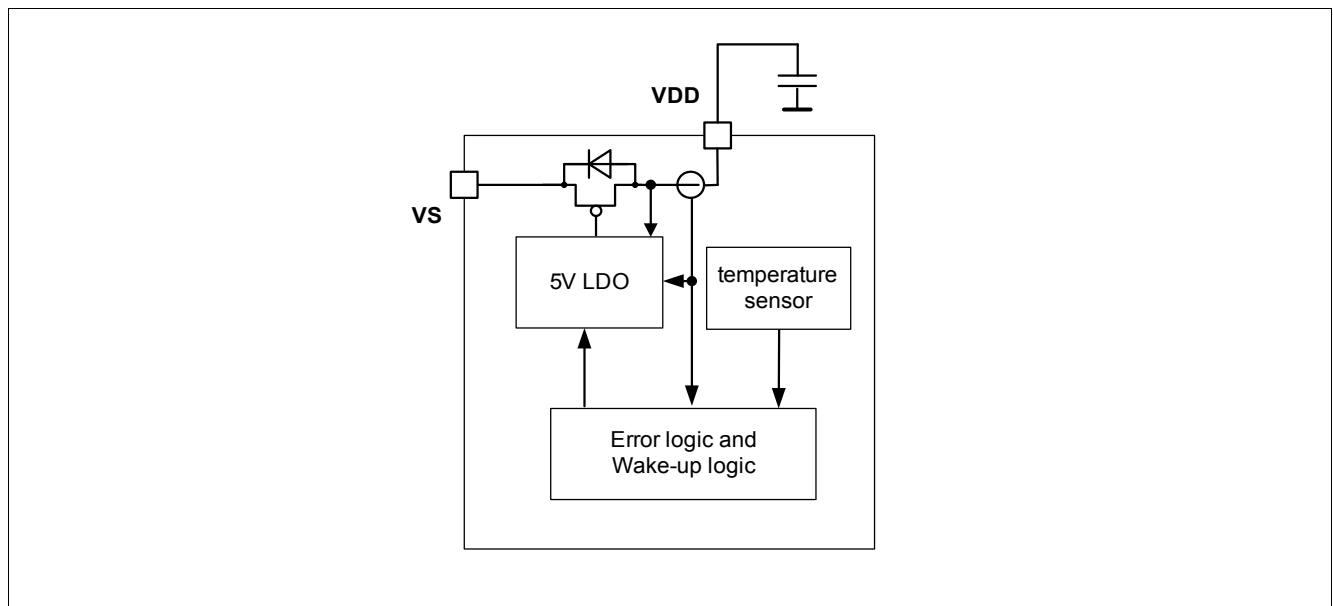 VDD
VS
5V LDO
temperature
sensor
Error logic and
Wake-up logic